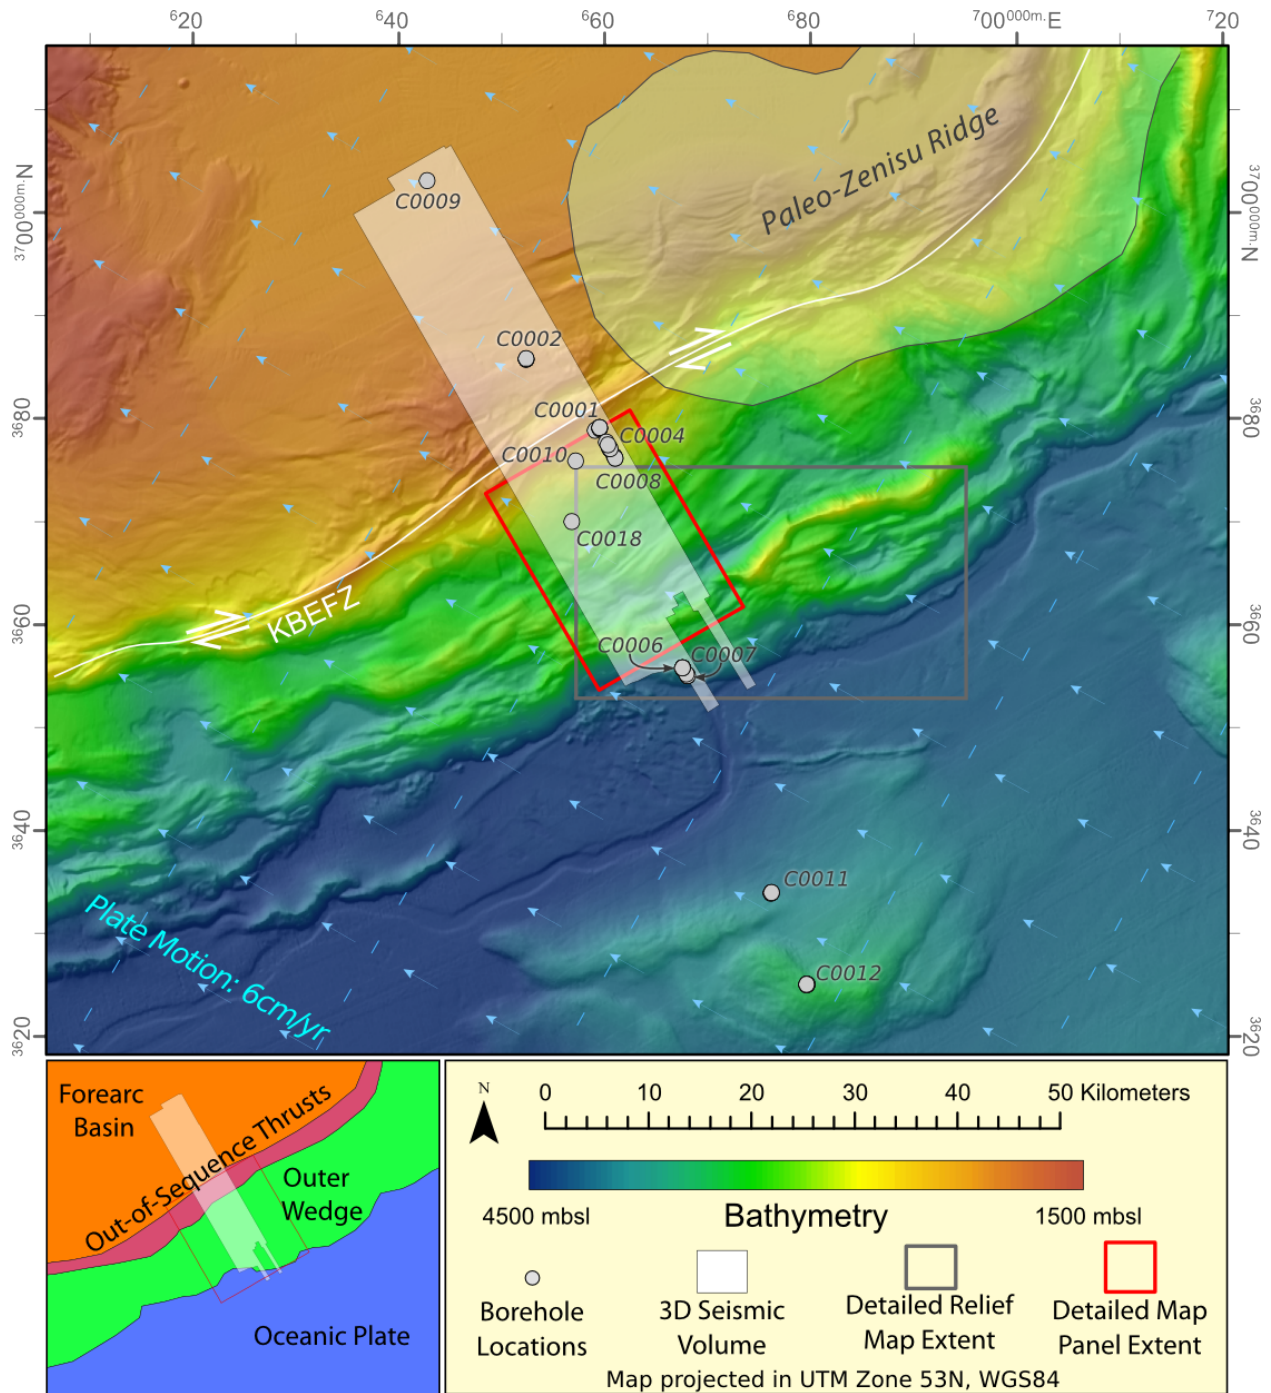 620
640
660
680
700000m. E
720
3700000m. N
3680
3660
3640
3620
3700000m. N
3680
3660
3640
3620
Paleo-Zenisu Ridge
C0009
C0002
C0001
C0004
C0010
C0008
C0018
C0006
C0007
KBEFZ
C0011
C0012
Plate Motion: 6cm/yr
Forearc
Basin
Out-of-Sequence Thrusts
Outer
Wedge
Oceanic Plate
N
0 10 20 30 40 50 Kilometers
4500 mbsl
Bathymetry
1500 mbsl
Borehole
Locations
3D Seismic
Volume
Detailed Relief
Map Extent
Detailed Map
Panel Extent
Map projected in UTM Zone 53N, WGS84